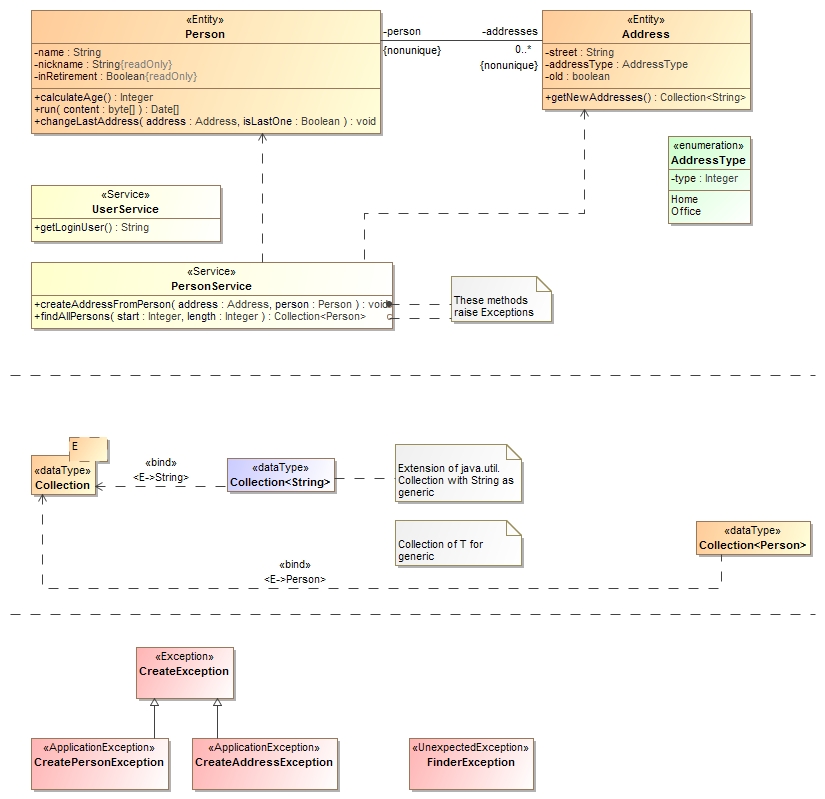 «Entity»
Person
-name : String
-nickname : String{readOnly}
-inRetirement : Boolean{readOnly}
+calculateAge() : Integer
+run( content : byte[] ) : Date[]
+changeLastAddress( address : Address, isLastOne : Boolean ) : void
-person
{nonunique}
-addresses
0..*
{nonunique}
«Entity»
Address
-street : String
-addressType : AddressType
-old : boolean
+getNewAddresses() : Collection<String>
«enumeration»
AddressType
-type : Integer
Home
Office
«Service»
UserService
+getLoginUser() : String
«Service»
PersonService
+createAddressFromPerson( address : Address, person : Person ) : void
+findAllPersons( start : Integer, length : Integer ) : Collection<Person>
These methods
raise Exceptions
E
«dataType»
Collection
«bind»
<E->String>
«dataType»
Collection<String>
Extension of java.util.
Collection with String as
generic
Collection of T for
generic
«dataType»
Collection<Person>
«bind»
<E->Person>
«Exception»
CreateException
«ApplicationException»
CreatePersonException
«ApplicationException»
CreateAddressException
«UnexpectedException»
FinderException